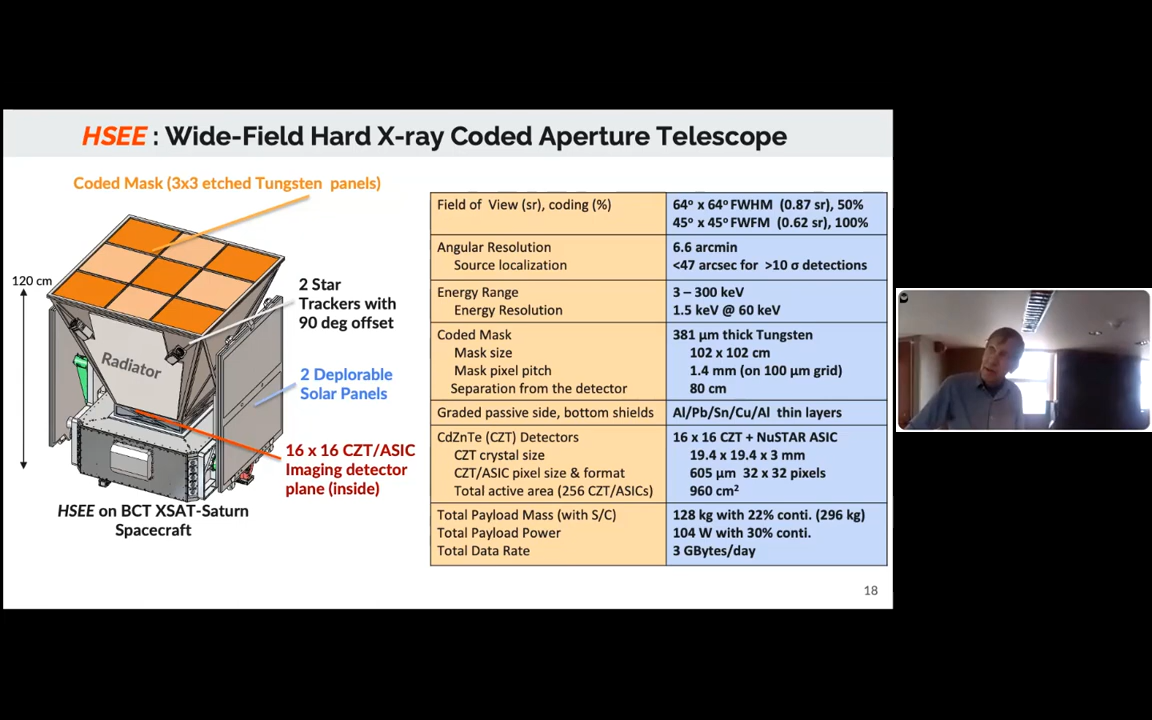 HSEE : Wide-Field Hard X-ray Coded Aperture Telescope
Coded Mask (3x3 etched Tungsten panels)
120 cm
2 Star
Trackers with
90 deg offset
Radiator
2 Deplorable
Solar Panels
16 x 16 CZT/ASIC
Imaging detector
plane (inside)
HSEE on BCT XSAT-Saturn
Spacecraft
Field of View (sr), coding (%) 64º x 64º FWHM (0.87 sr), 50%
45º x 45º FWFM (0.62 sr), 100%
Angular Resolution 6.6 arcmin
Source localization <47 arcsec for >10 σ detections
Energy Range 3 – 300 keV
Energy Resolution 1.5 keV @ 60 keV
Coded Mask 381 µm thick Tungsten
Mask size 102 x 102 cm
Mask pixel pitch 1.4 mm (on 100 µm grid)
Separation from the detector 80 cm
Graded passive side, bottom shields Al/Pb/Sn/Cu/Al thin layers
CdZnTe (CZT) Detectors 16 x 16 CZT + NuSTAR ASIC
CZT crystal size 19.4 x 19.4 x 3 mm
CZT/ASIC pixel size & format 605 µm 32 x 32 pixels
Total active area (256 CZT/ASICs) 960 cm²
Total Payload Mass (with S/C) 128 kg with 22% conti. (296 kg)
Total Payload Power 104 W with 30% conti.
Total Data Rate 3 GBytes/day
18